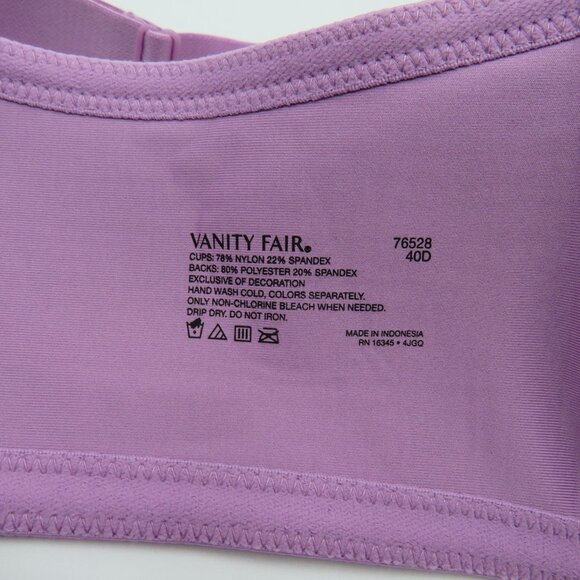 VANITY FAIR® 76528
CUPS: 78% NYLON 22% SPANDEX 40D
BACKS: 80% POLYESTER 20% SPANDEX
EXCLUSIVE OF DECORATION
HAND WASH COLD, COLORS SEPARATELY.
ONLY NON-CHLORINE BLEACH WHEN NEEDED.
DRIP DRY. DO NOT IRON.
MADE IN INDONESIA
RN 16345 • 4JGQ